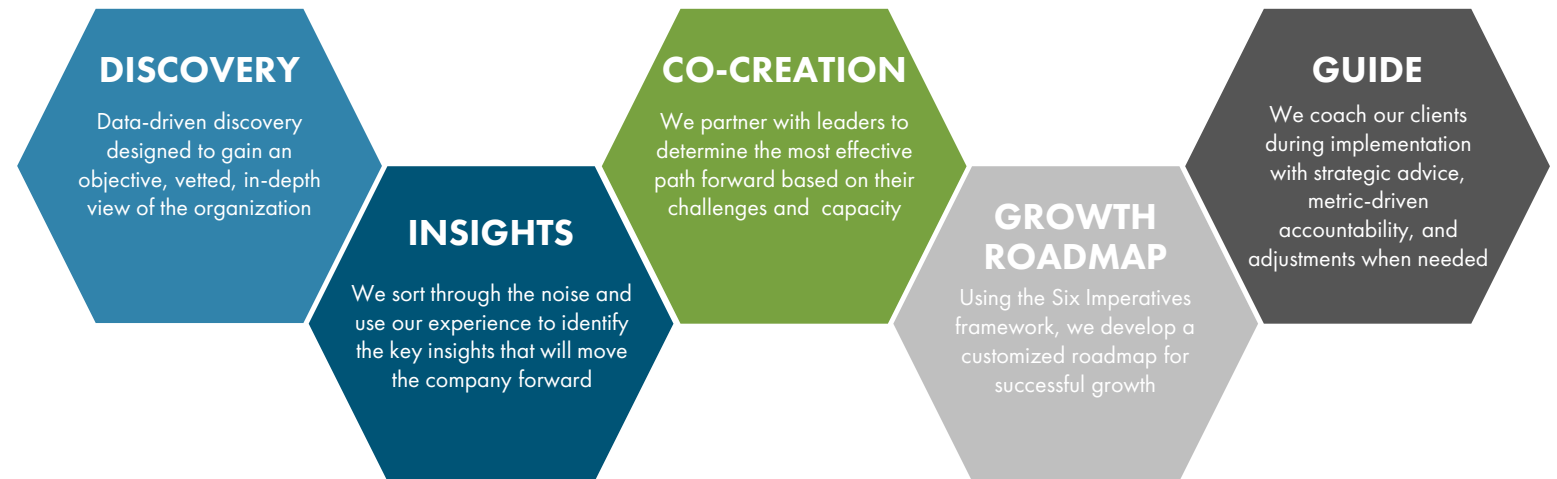 DISCOVERY
Data-driven discovery
designed to gain an
objective, vetted, in-depth
view of the organization
INSIGHTS
We sort through the noise and
use our experience to identify
the key insights that will move
the company forward
CO-CREATION
We partner with leaders to
determine the most effective
path forward based on their
challenges and  capacity
GROWTH
ROADMAP
Using the Six Imperatives
framework, we develop a
customized roadmap for
successful growth
GUIDE
We coach our clients
during implementation
with strategic advice,
metric-driven
accountability, and
adjustments when needed